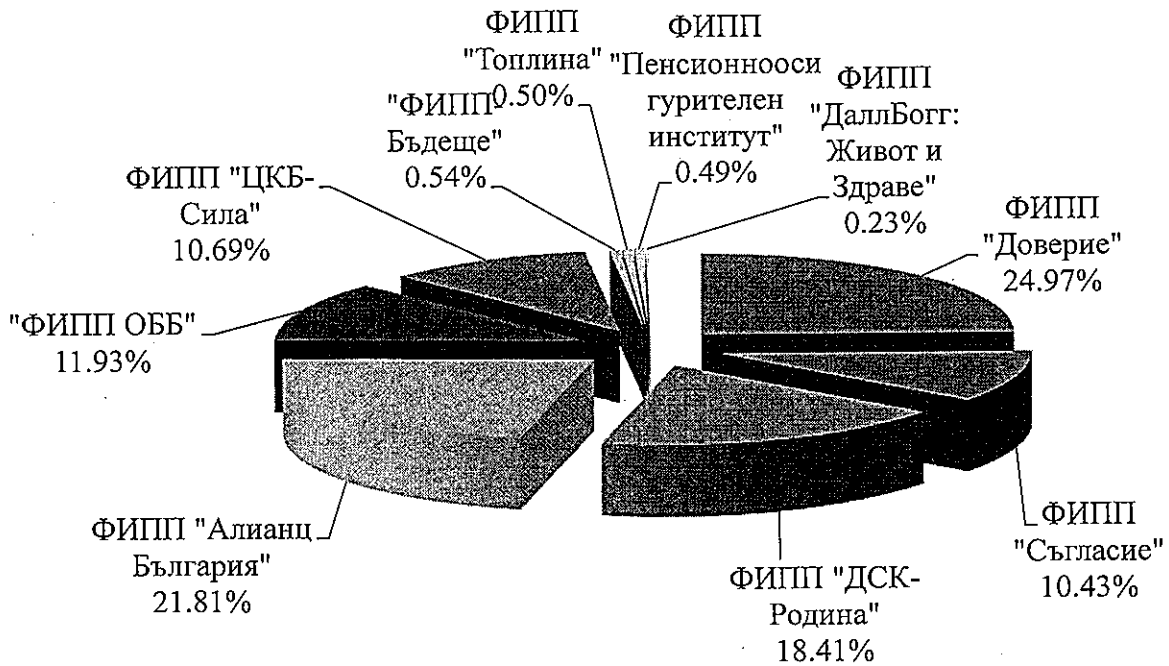 ФИПП
"Топлина"
0.50%
ФИПП
"Пенсионнооси
гурителен
институт"
0.49%
ФИПП
"ДаллБогг:
Живот и
Здраве"
0.23%
"ФИПП
Бъдеще"
0.54%
ФИПП "ЦКБ-
Сила"
10.69%
ФИПП
"Доверие"
24.97%
"ФИПП ОББ"
11.93%
ФИПП "Алианц
България"
21.81%
ФИПП "ДСК-
Родина"
18.41%
ФИПП
"Съгласие"
10.43%